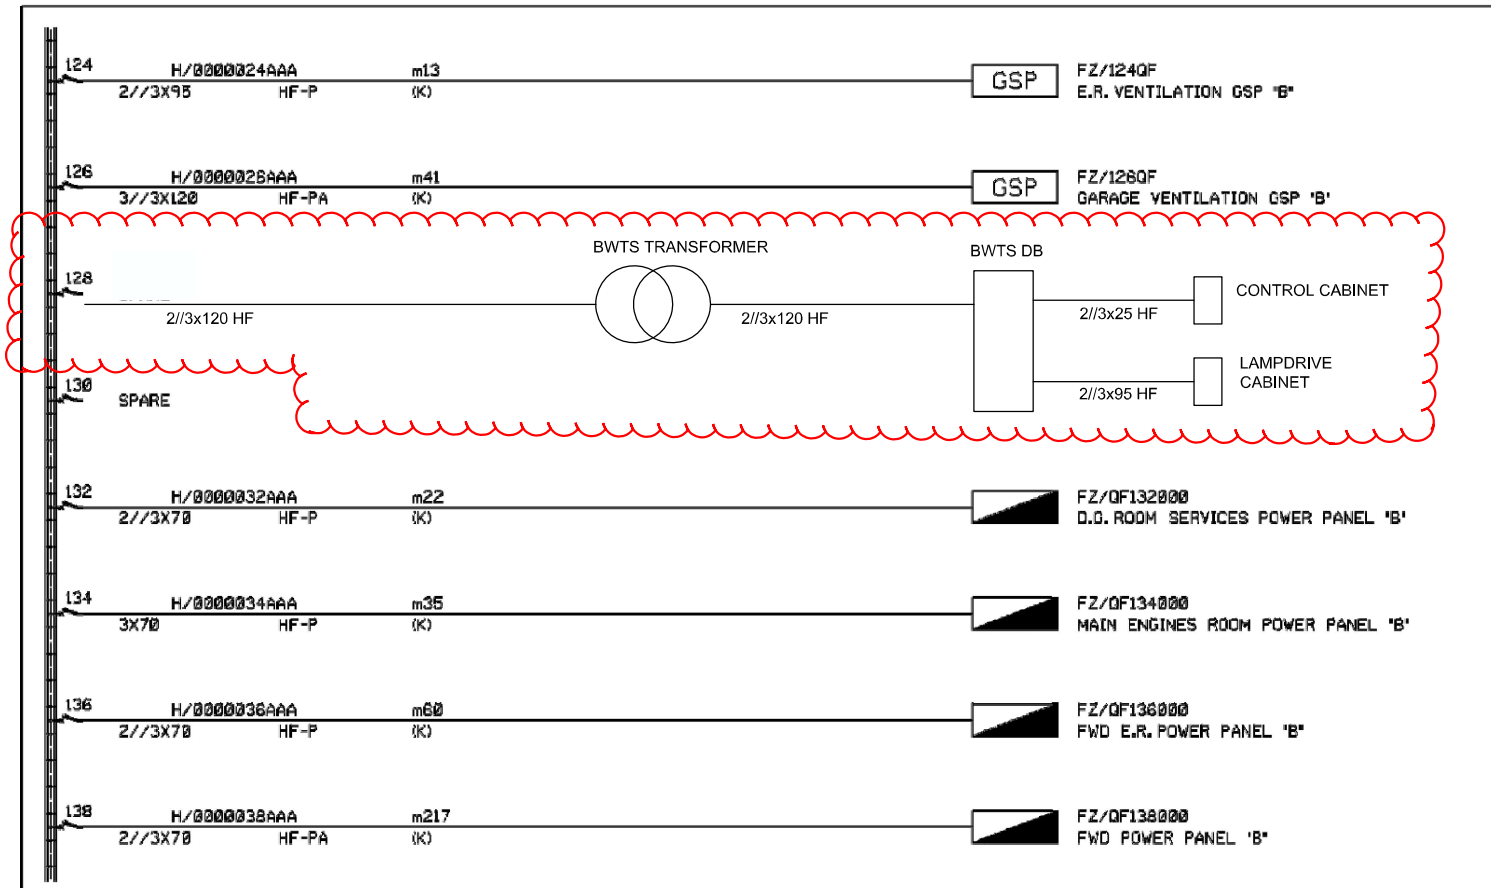 124
H/0000024AAA m13
2//3X95 HF-P (K)
GSP
FZ/124QF
E.R. VENTILATION GSP "B"
126
H/0000026AAA m41
3//3X120 HF-PA (K)
GSP
FZ/126QF
GARAGE VENTILATION GSP 'B'
128
2//3x120 HF
BWTS TRANSFORMER
2//3x120 HF
BWTS DB
2//3x25 HF
CONTROL CABINET
2//3x95 HF
LAMPDRIVE
CABINET
130
SPARE
132
H/0000032AAA m22
2//3X70 HF-P (K)
FZ/QF132000
D.G. ROOM SERVICES POWER PANEL 'B'
134
H/0000034AAA m35
3X70 HF-P (K)
FZ/QF134000
MAIN ENGINES ROOM POWER PANEL 'B'
136
H/0000036AAA m60
2//3X70 HF-P (K)
FZ/QF136000
FWD E.R. POWER PANEL "B"
138
H/0000038AAA m217
2//3X70 HF-PA (K)
FZ/QF138000
FWD POWER PANEL 'B'